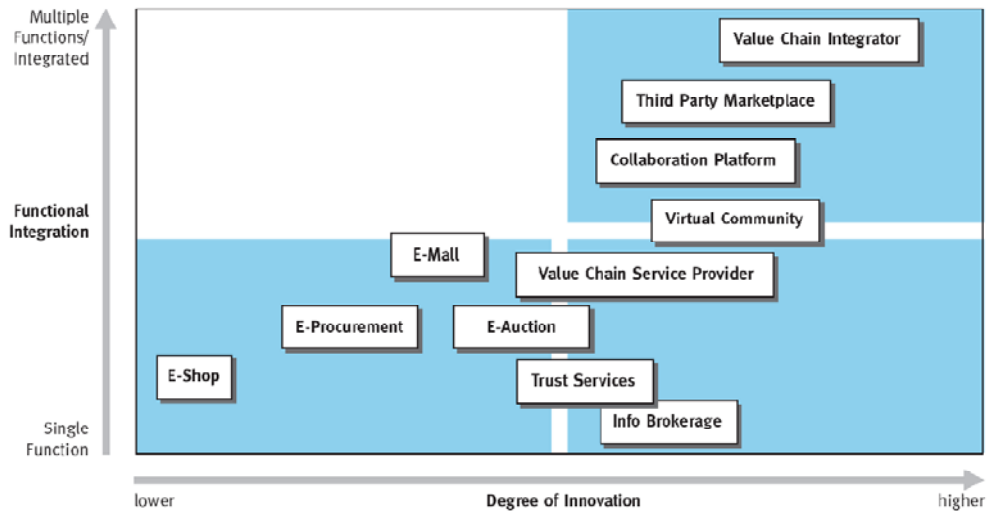 Multiple
Functions/
Integrated
Value Chain Integrator
Third Party Marketplace
Collaboration Platform
Functional
Integration
Virtual Community
E-Mall
Value Chain Service Provider
E-Procurement
E-Auction
E-Shop
Trust Services
Info Brokerage
Single
Function
lower
Degree of Innovation
higher